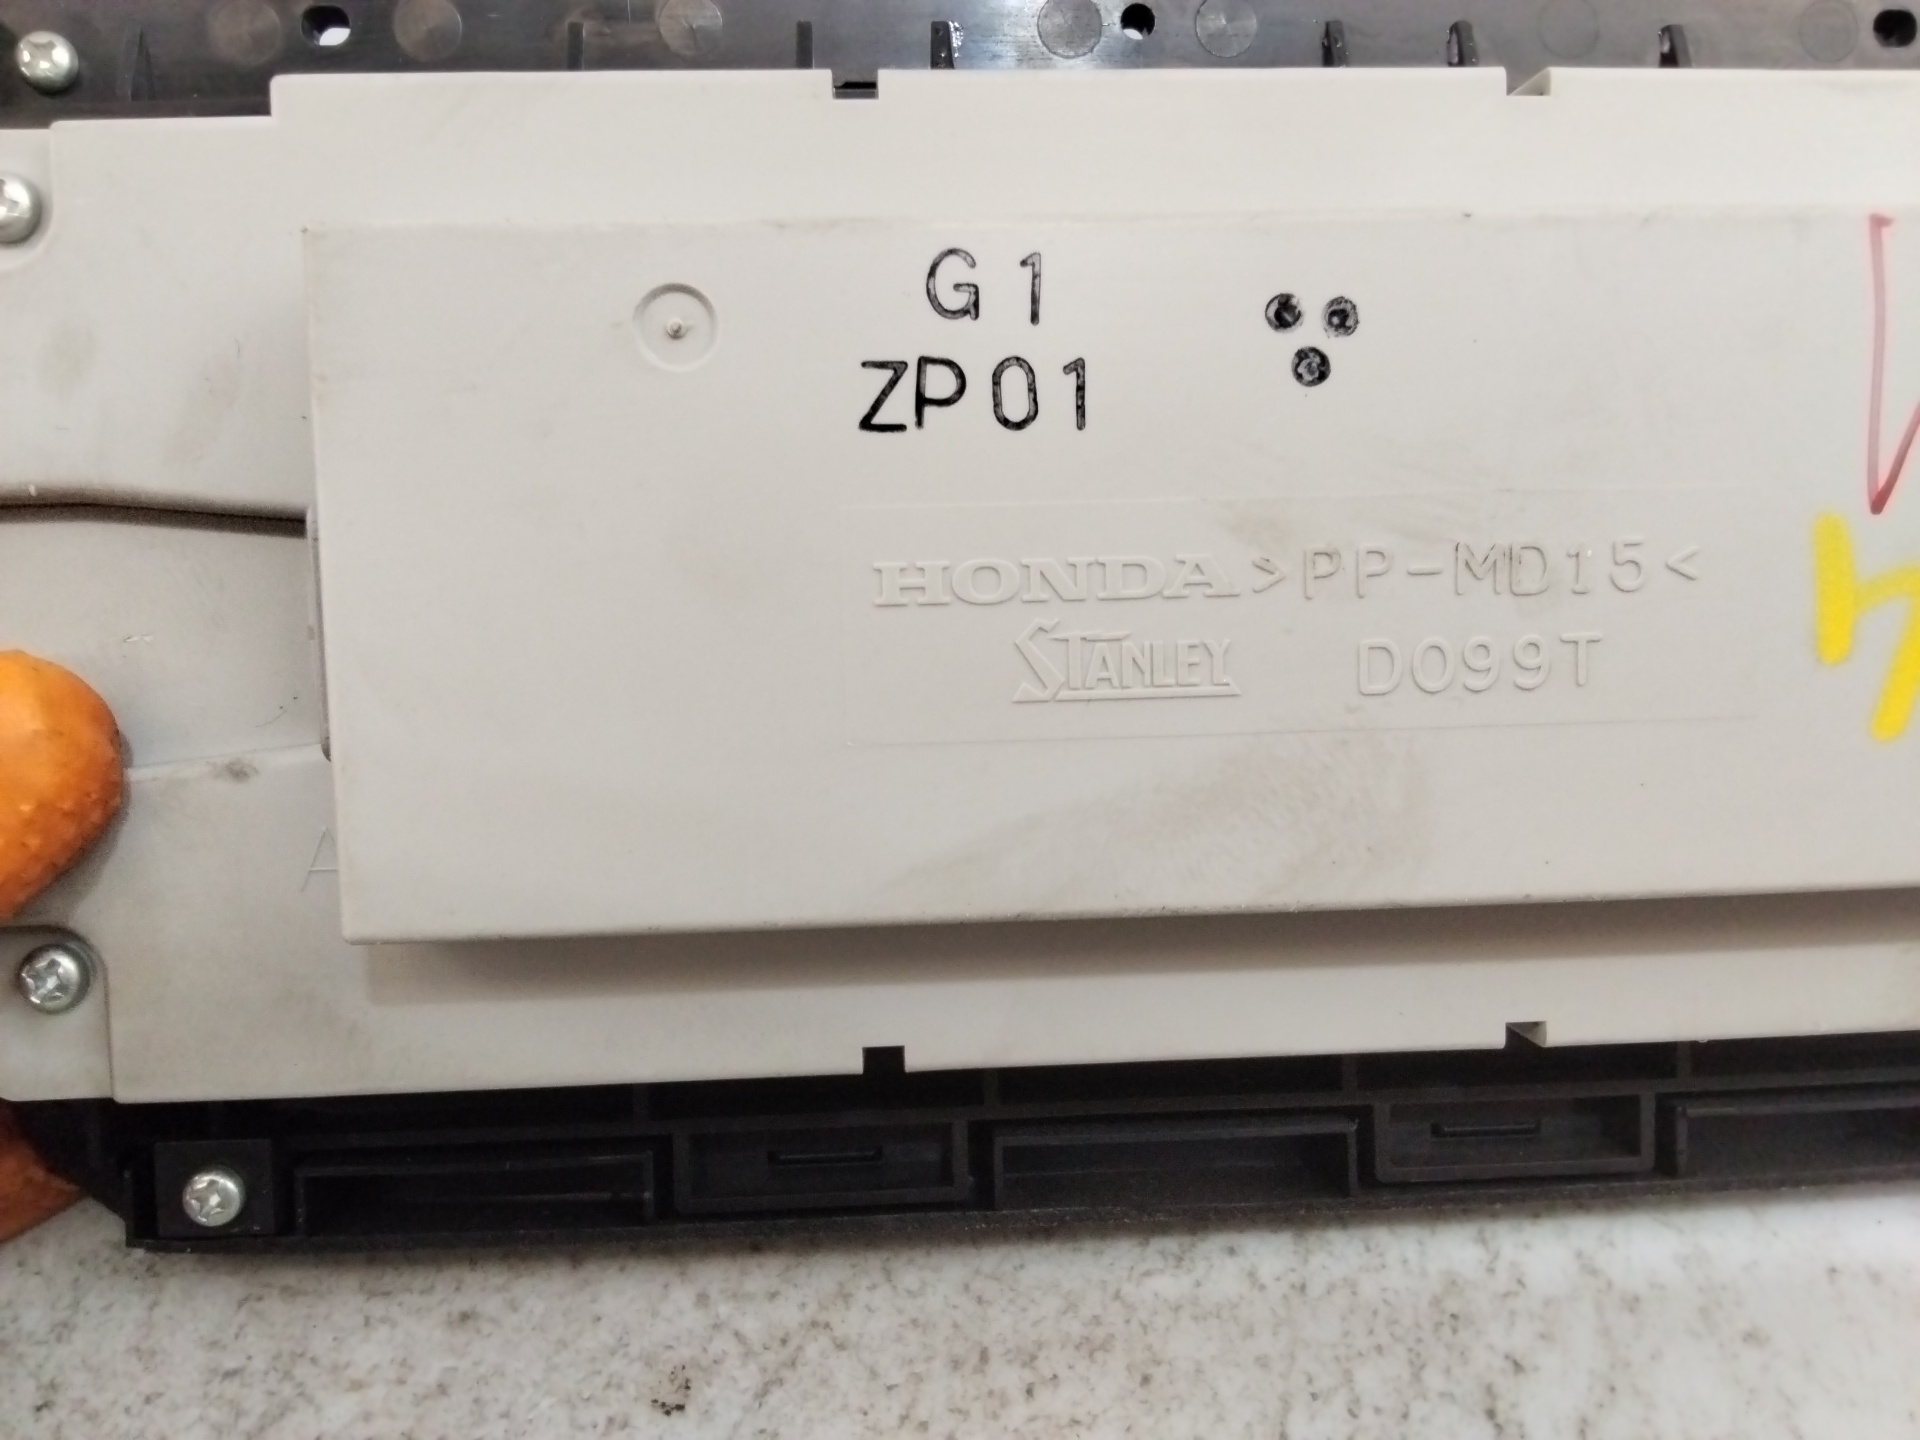 G1
ZP01
HONDA >PP-MD15<
STANLEY D099T
A